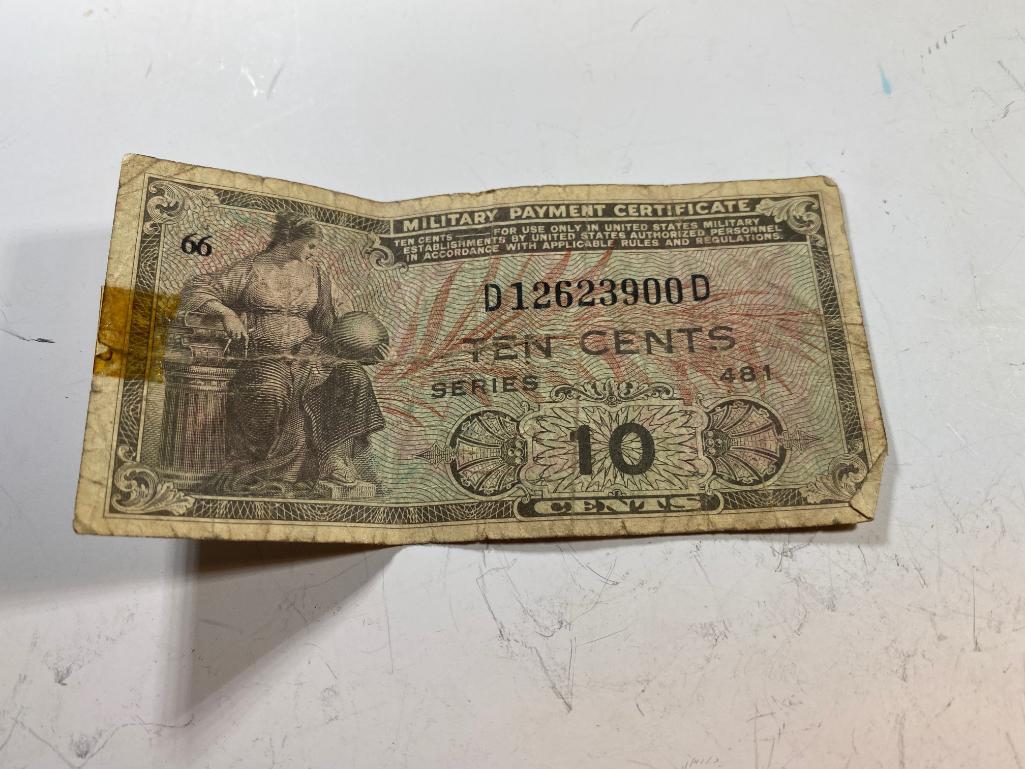 MILITARY PAYMENT CERTIFICATE
TEN CENTS — FOR USE ONLY IN UNITED STATES MILITARY
ESTABLISHMENTS BY UNITED STATES AUTHORIZED PERSONNEL
IN ACCORDANCE WITH APPLICABLE RULES AND REGULATIONS.
66
D12623900D
TEN CENTS
SERIES 481
10
CENTS